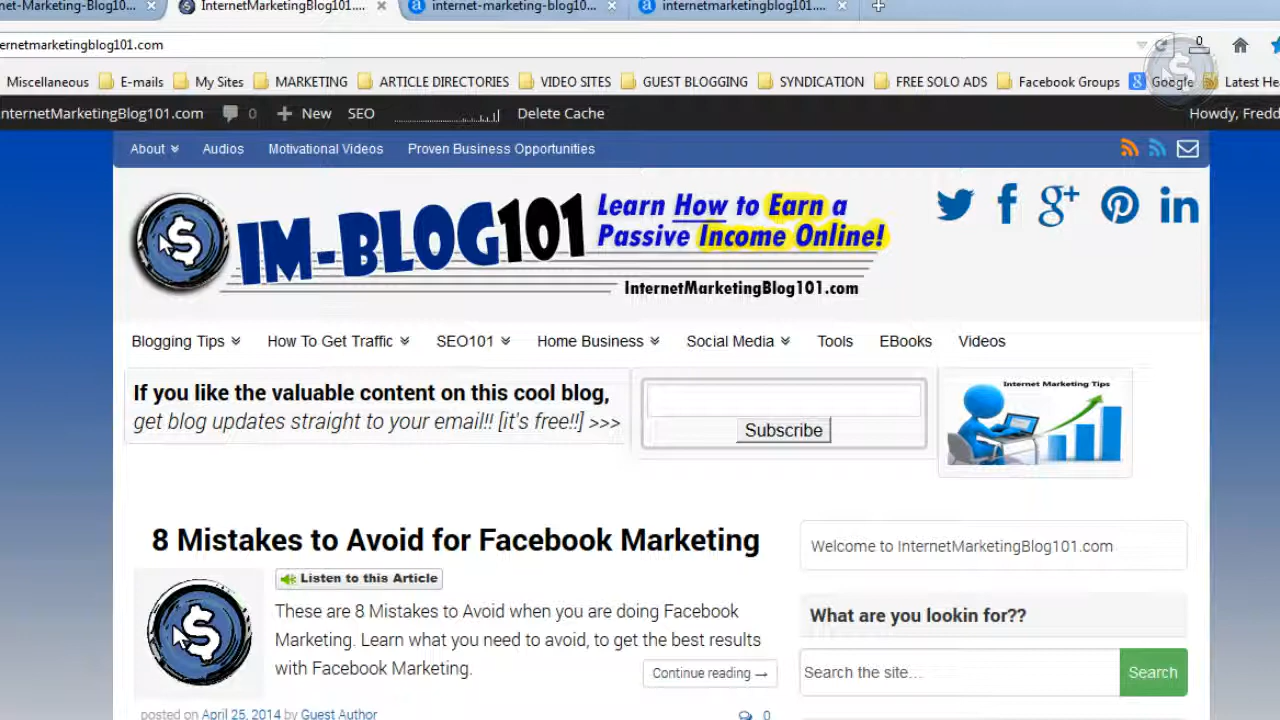 net-Marketing-Blog10...
InternetMarketingBlog101....
internet-marketing-blog10...
internetmarketingblog101....
ernetmarketingblog101.com
0
Miscellaneous E-mails My Sites MARKETING ARTICLE DIRECTORIES VIDEO SITES GUEST BLOGGING SYNDICATION FREE SOLO ADS Facebook Groups Google Latest He
nternetMarketingBlog101.com 0 New SEO Delete Cache Howdy, Fredd
About Audios Motivational Videos Proven Business Opportunities
IM-BLOG101
Learn How to Earn a
Passive Income Online!
InternetMarketingBlog101.com
Blogging Tips How To Get Traffic SEO101 Home Business Social Media Tools EBooks Videos
If you like the valuable content on this cool blog,
get blog updates straight to your email!! [it's free!!] >>>
Subscribe
Internet Marketing Tips
8 Mistakes to Avoid for Facebook Marketing
Listen to this Article
These are 8 Mistakes to Avoid when you are doing Facebook
Marketing. Learn what you need to avoid, to get the best results
with Facebook Marketing.
Continue reading →
posted on April 25, 2014 by Guest Author 0
Welcome to InternetMarketingBlog101.com
What are you lookin for??
Search the site... Search